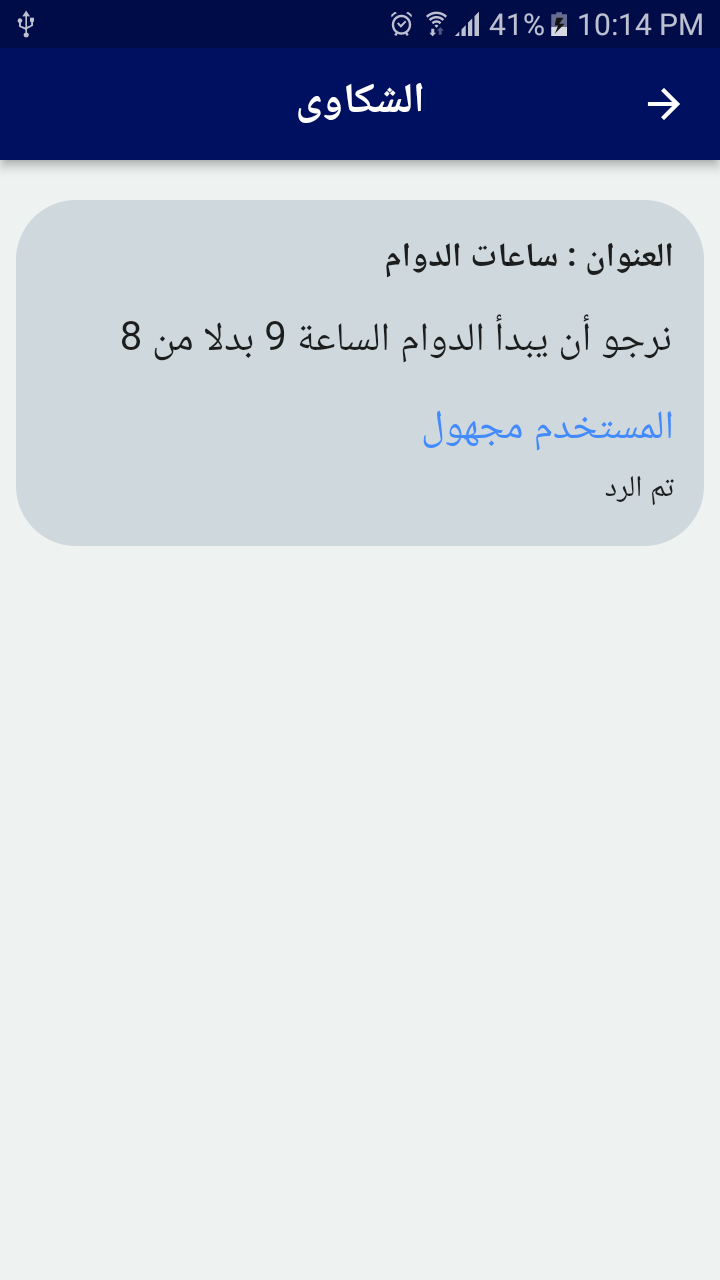 41% 10:14 PM
الشكاوى
العنوان : ساعات الدوام
نرجو أن يبدأ الدوام الساعة 9 بدلا من 8
المستخدم مجهول
تم الرد